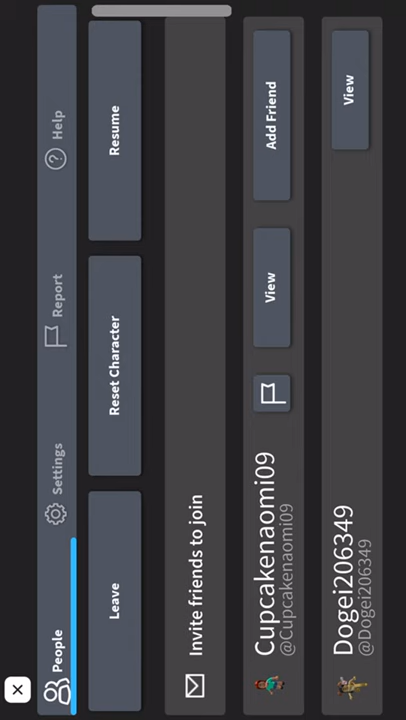 People
Settings
Report
Help
Leave
Reset Character
Resume
Invite friends to join
Cupcakenaomi09
@Cupcakenaomi09
View
Add Friend
Dogei206349
@Dogei206349
View